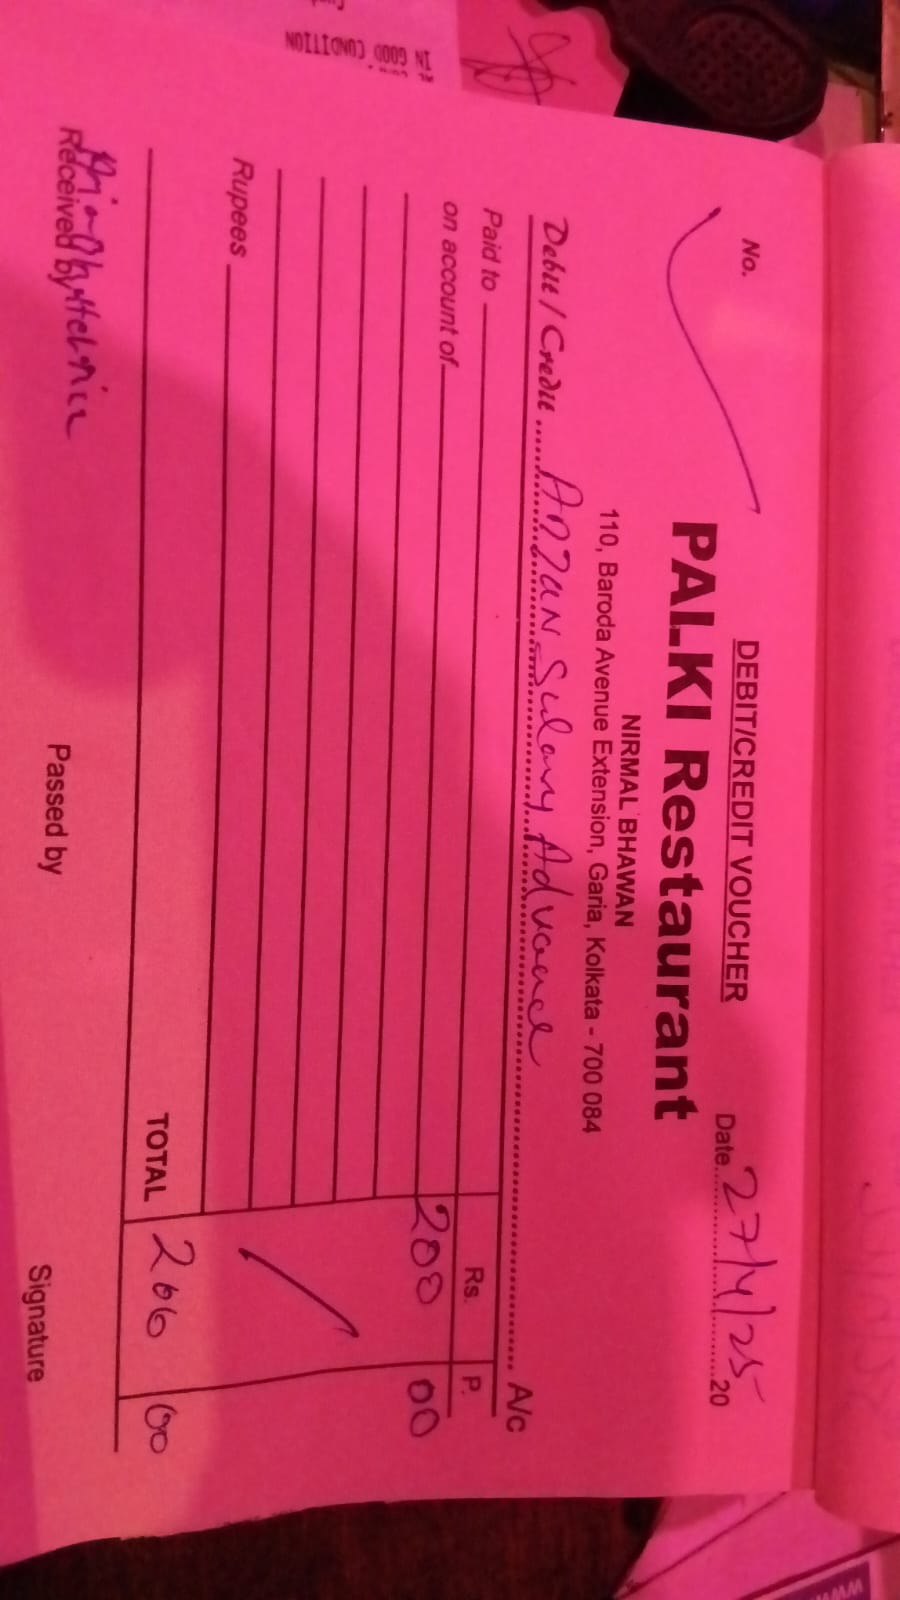 IN GOOD CONDITION
DEBIT/CREDIT VOUCHER
No.
Date 27/4/25 20
PALKI Restaurant
NIRMAL BHAWAN
110, Baroda Avenue Extension, Garia, Kolkata - 700 084
Debit / Credit Anjan Salary Advance A/c
Paid to Rs. P.
on account of 200 00
Rupees
TOTAL 200 00
Received by Passed by Signature